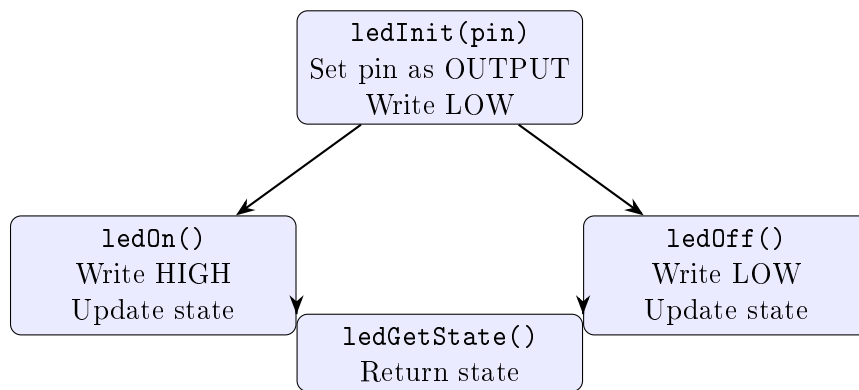 ledInit(pin)
Set pin as OUTPUT
Write LOW
ledOn()
Write HIGH
Update state
ledOff()
Write LOW
Update state
ledGetState()
Return state